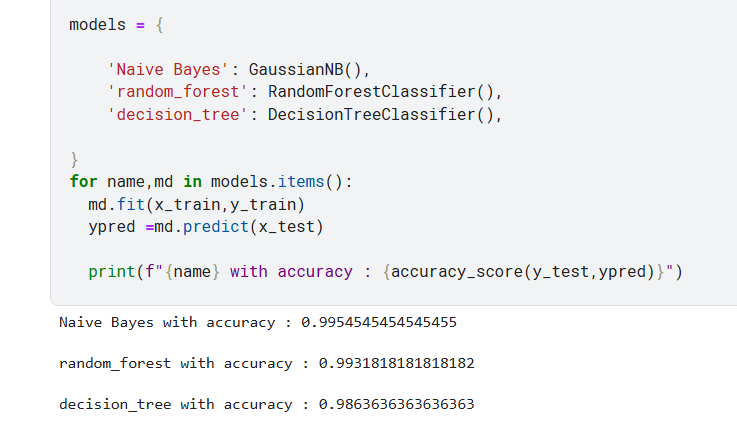 models = {
'Naive Bayes': GaussianNB(),
'random_forest': RandomForestClassifier(),
'decision_tree': DecisionTreeClassifier(),
}
for name,md in models.items():
md.fit(x_train,y_train)
ypred =md.predict(x_test)
print(f"{name} with accuracy : {accuracy_score(y_test,ypred)}")
Naive Bayes with accuracy : 0.9954545454545455
random_forest with accuracy : 0.9931818181818182
decision_tree with accuracy : 0.9863636363636363